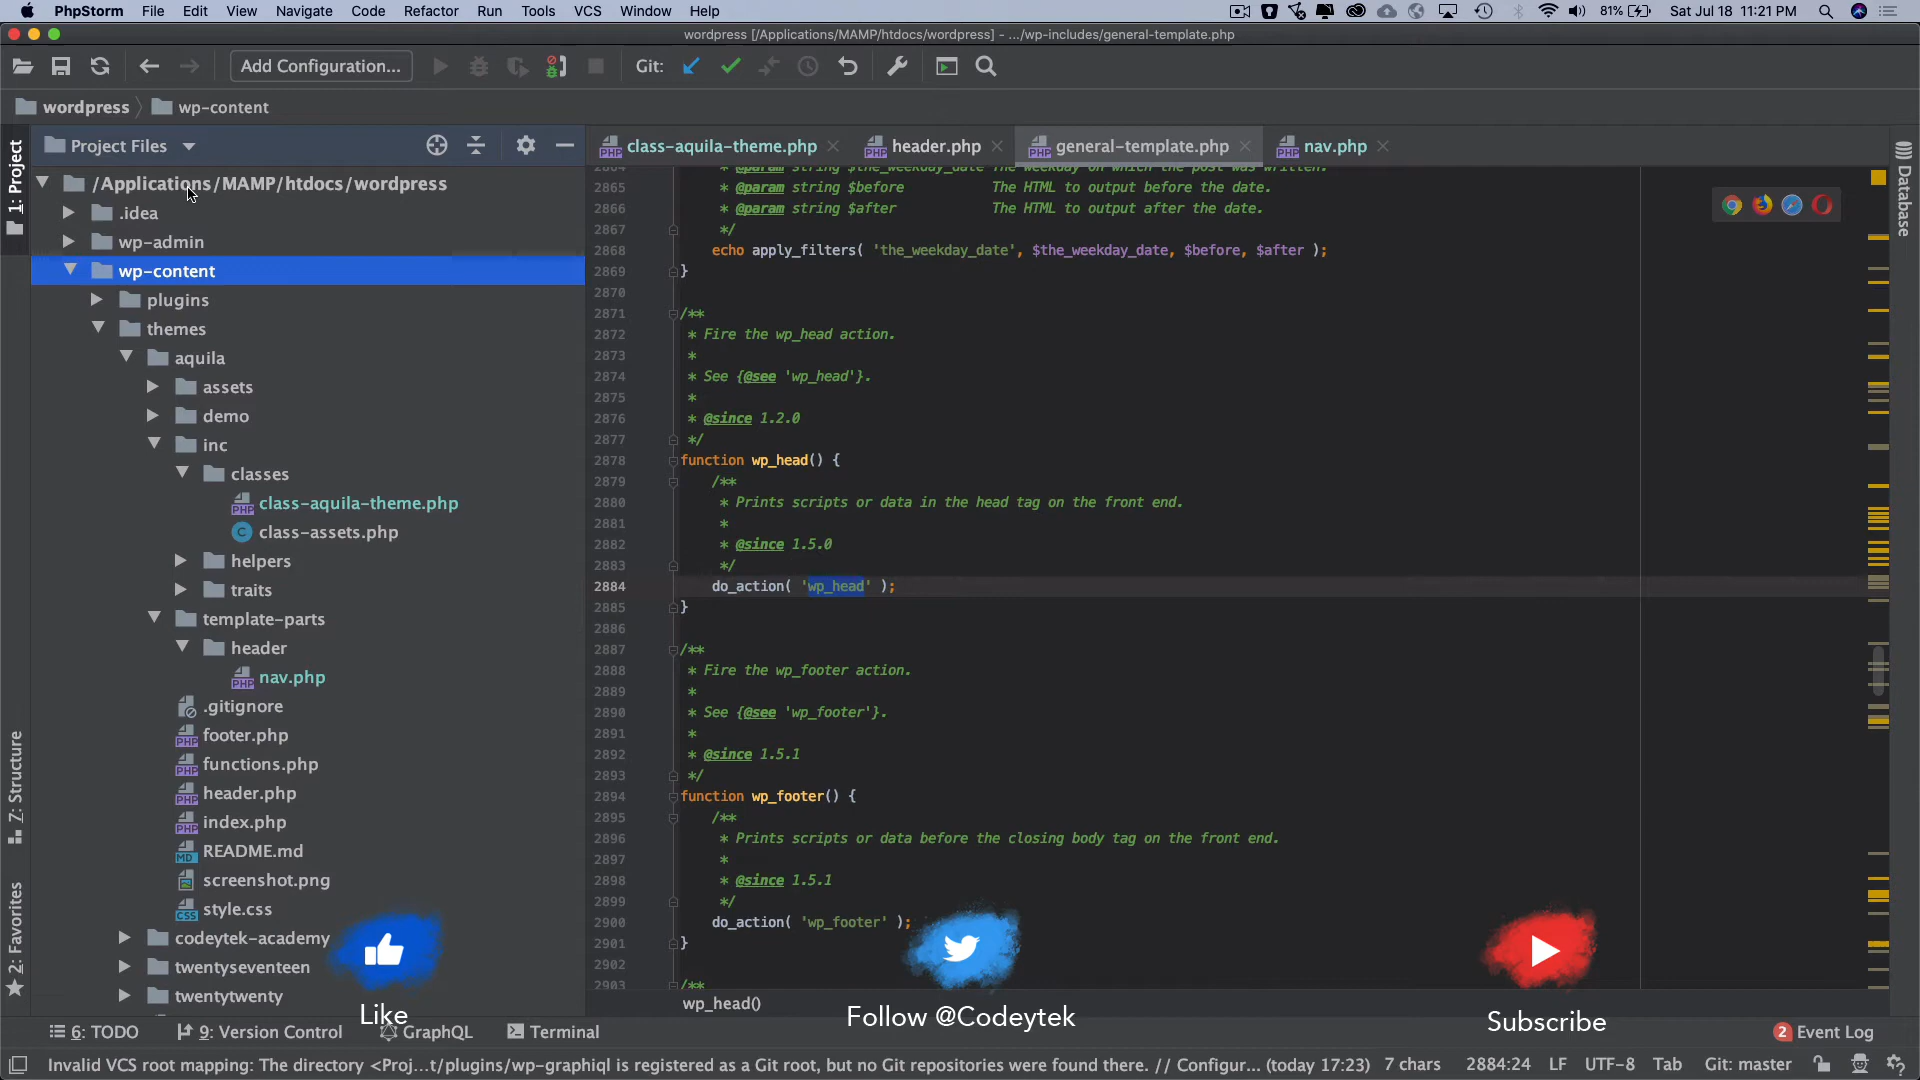 PhpStorm File Edit View Navigate Code Refactor Run Tools VCS Window Help 81% Sat Jul 18 11:21 PM
wordpress [/Applications/MAMP/htdocs/wordpress] - .../wp-includes/general-template.php
Add Configuration... Git:
wordpress wp-content
1: Project
Project Files
/Applications/MAMP/htdocs/wordpress
.idea
wp-admin
wp-content
plugins
themes
aquila
assets
demo
inc
classes
class-aquila-theme.php
class-assets.php
helpers
traits
template-parts
header
nav.php
.gitignore
footer.php
functions.php
header.php
index.php
README.md
screenshot.png
style.css
codeytek-academy
twentyseventeen
twentytwenty
7: Structure
2: Favorites
class-aquila-theme.php header.php general-template.php nav.php
Database
* @param string $the_weekday_date The weekday on which the post was written.
2865 * @param string $before The HTML to output before the date.
2866 * @param string $after The HTML to output after the date.
2867 */
2868 echo apply_filters( 'the_weekday_date', $the_weekday_date, $before, $after );
2869 }
2870
2871 /**
2872 * Fire the wp_head action.
2873 *
2874 * See {@see 'wp_head'}.
2875 *
2876 * @since 1.2.0
2877 */
2878 function wp_head() {
2879 /**
2880 * Prints scripts or data in the head tag on the front end.
2881 *
2882 * @since 1.5.0
2883 */
2884 do_action( 'wp_head' );
2885 }
2886
2887 /**
2888 * Fire the wp_footer action.
2889 *
2890 * See {@see 'wp_footer'}.
2891 *
2892 * @since 1.5.1
2893 */
2894 function wp_footer() {
2895 /**
2896 * Prints scripts or data before the closing body tag on the front end.
2897 *
2898 * @since 1.5.1
2899 */
2900 do_action( 'wp_footer' );
2901 }
2902
2903 /**
wp_head()
Like
Follow @Codeytek
Subscribe
6: TODO 9: Version Control GraphQL Terminal 2 Event Log
Invalid VCS root mapping: The directory <Proj...t/plugins/wp-graphiql is registered as a Git root, but no Git repositories were found there. // Configur... (today 17:23) 7 chars 2884:24 LF UTF-8 Tab Git: master